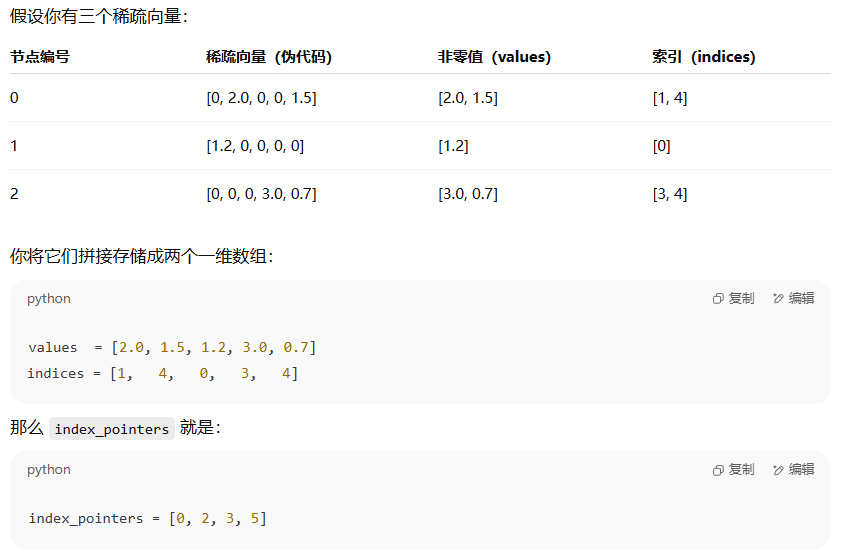 假设你有三个稀疏向量：
节点编号 稀疏向量（伪代码） 非零值（values） 索引（indices）
0 [0, 2.0, 0, 0, 1.5] [2.0, 1.5] [1, 4]
1 [1.2, 0, 0, 0, 0] [1.2] [0]
2 [0, 0, 0, 3.0, 0.7] [3.0, 0.7] [3, 4]
你将它们拼接存储成两个一维数组：
python 复制 编辑
values  = [2.0, 1.5, 1.2, 3.0, 0.7]
indices = [1,   4,   0,   3,   4]
那么 index_pointers 就是：
python 复制 编辑
index_pointers = [0, 2, 3, 5]